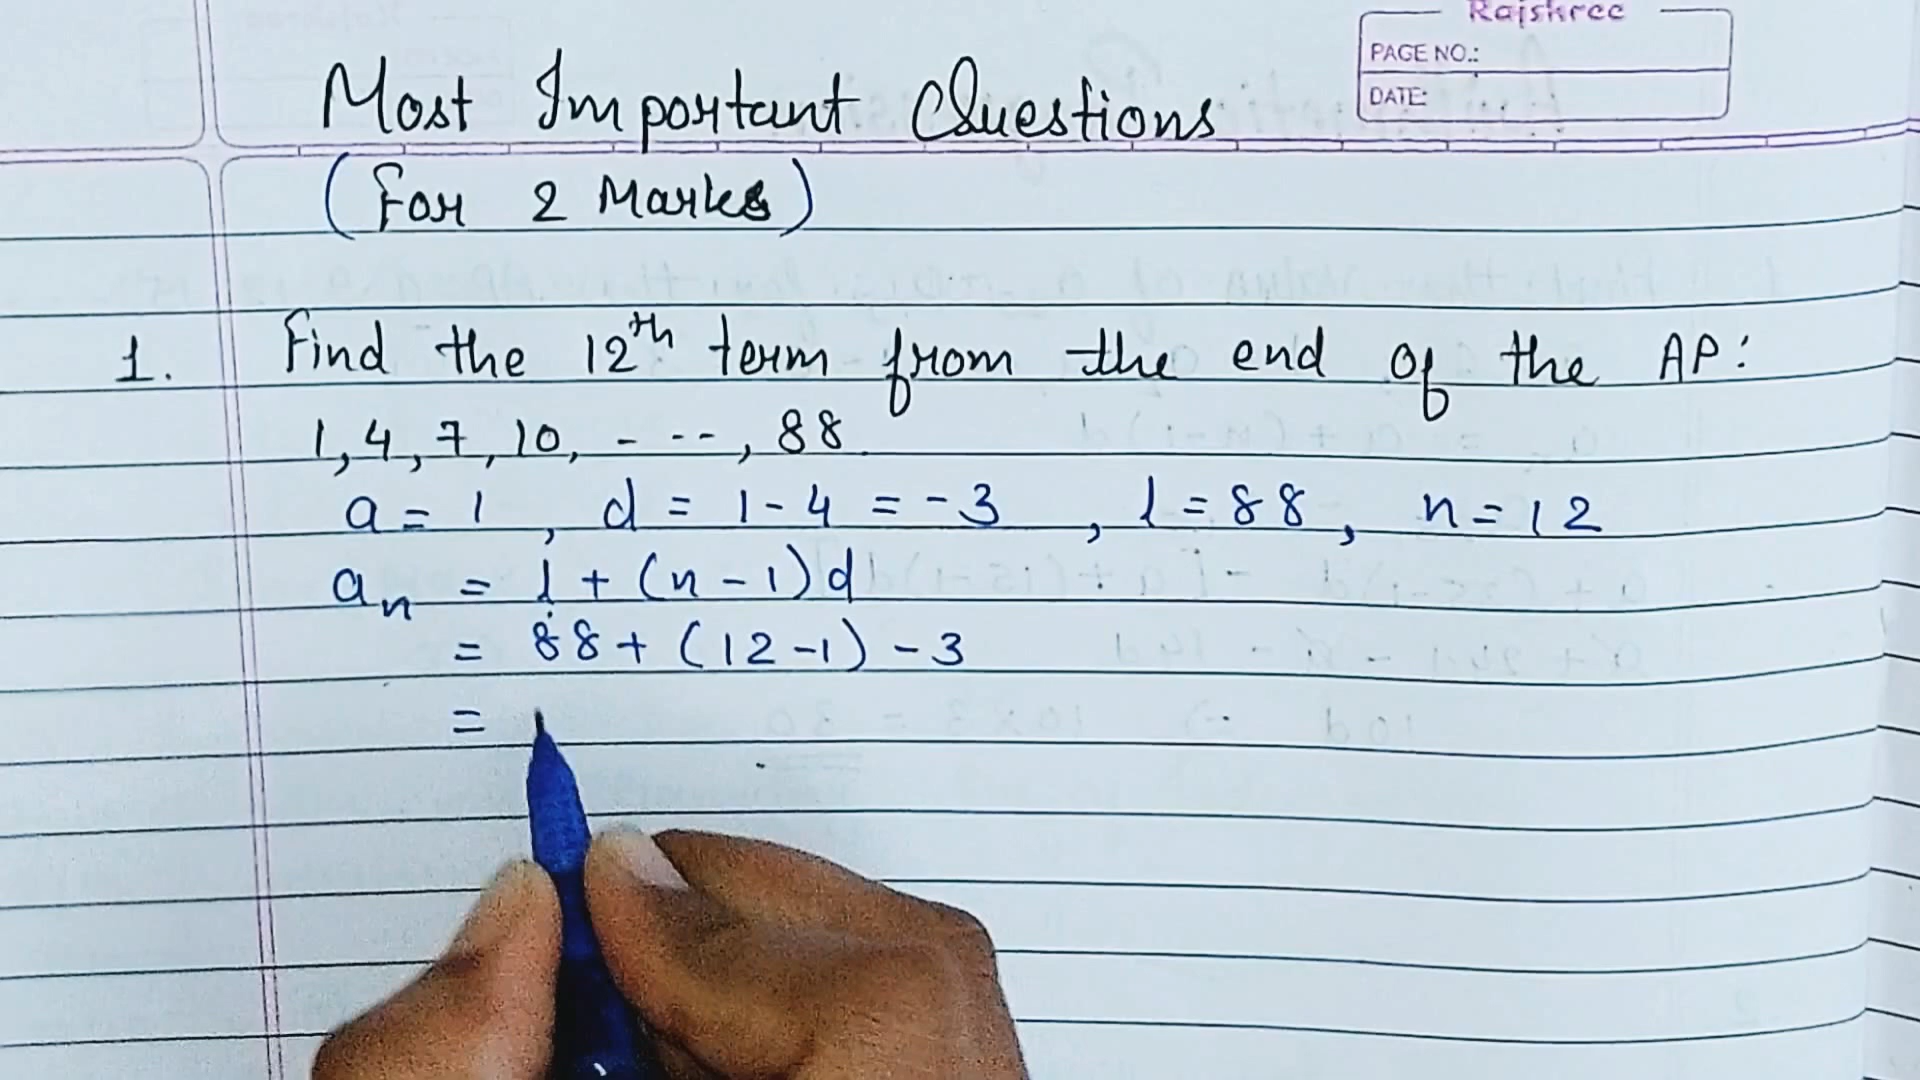 Rajshree
PAGE NO.:
DATE:
Most Important Questions
(For 2 Marks)
1. Find the 12th term from the end of the AP:
1, 4, 7, 10, - - - -, 88.
a = 1, d = 1 - 4 = -3, l = 88, n = 12
an = l + (n - 1)d
= 88 + (12 - 1) - 3
=